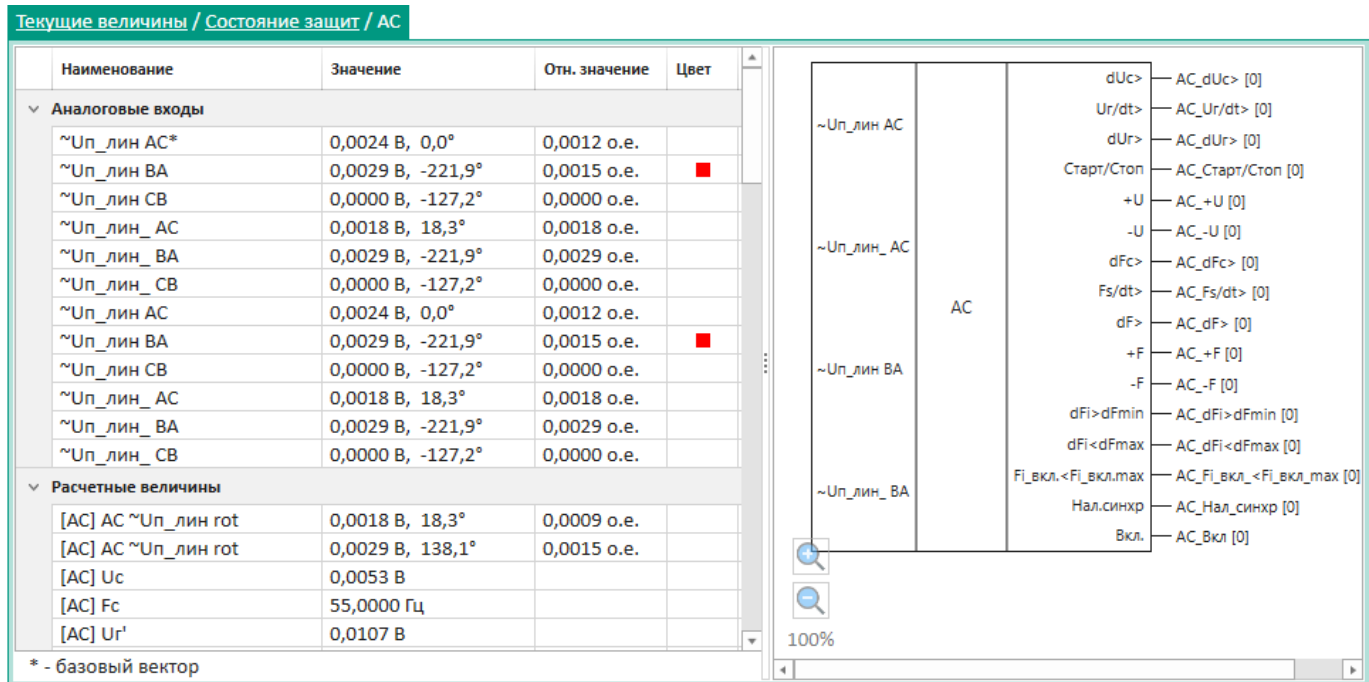 Текущие величины / Состояние защит / АС
Наименование Значение Отн. значение Цвет
Аналоговые входы
~Uп_лин АС* 0,0024 В, 0,0° 0,0012 о.е.
~Uп_лин ВА 0,0029 В, -221,9° 0,0015 о.е.
~Uп_лин СВ 0,0000 В, -127,2° 0,0000 о.е.
~Uп_лин_ АС 0,0018 В, 18,3° 0,0018 о.е.
~Uп_лин_ ВА 0,0029 В, -221,9° 0,0029 о.е.
~Uп_лин_ СВ 0,0000 В, -127,2° 0,0000 о.е.
~Uп_лин АС 0,0024 В, 0,0° 0,0012 о.е.
~Uп_лин ВА 0,0029 В, -221,9° 0,0015 о.е.
~Uп_лин СВ 0,0000 В, -127,2° 0,0000 о.е.
~Uп_лин_ АС 0,0018 В, 18,3° 0,0018 о.е.
~Uп_лин_ ВА 0,0029 В, -221,9° 0,0029 о.е.
~Uп_лин_ СВ 0,0000 В, -127,2° 0,0000 о.е.
Расчетные величины
[АС] АС ~Uп_лин rot 0,0018 В, 18,3° 0,0009 о.е.
[АС] АС ~Uп_лин rot 0,0029 В, 138,1° 0,0015 о.е.
[АС] Uc 0,0053 В
[АС] Fc 55,0000 Гц
[АС] Ur' 0,0107 В
* - базовый вектор
~Uп_лин АС
~Uп_лин_ АС
~Uп_лин ВА
~Uп_лин_ ВА
АС
dUc> АС_dUc> [0]
Ur/dt> АС_Ur/dt> [0]
dUr> АС_dUr> [0]
Старт/Стоп АС_Старт/Стоп [0]
+U АС_+U [0]
-U АС_-U [0]
dFc> АС_dFc> [0]
Fs/dt> АС_Fs/dt> [0]
dF> АС_dF> [0]
+F АС_+F [0]
-F АС_-F [0]
dFi>dFmin АС_dFi>dFmin [0]
dFi<dFmax АС_dFi<dFmax [0]
Fi_вкл.<Fi_вкл.max АС_Fi_вкл_<Fi_вкл_max [0]
Нал.синхр АС_Нал_синхр [0]
Вкл. АС_Вкл [0]
100%